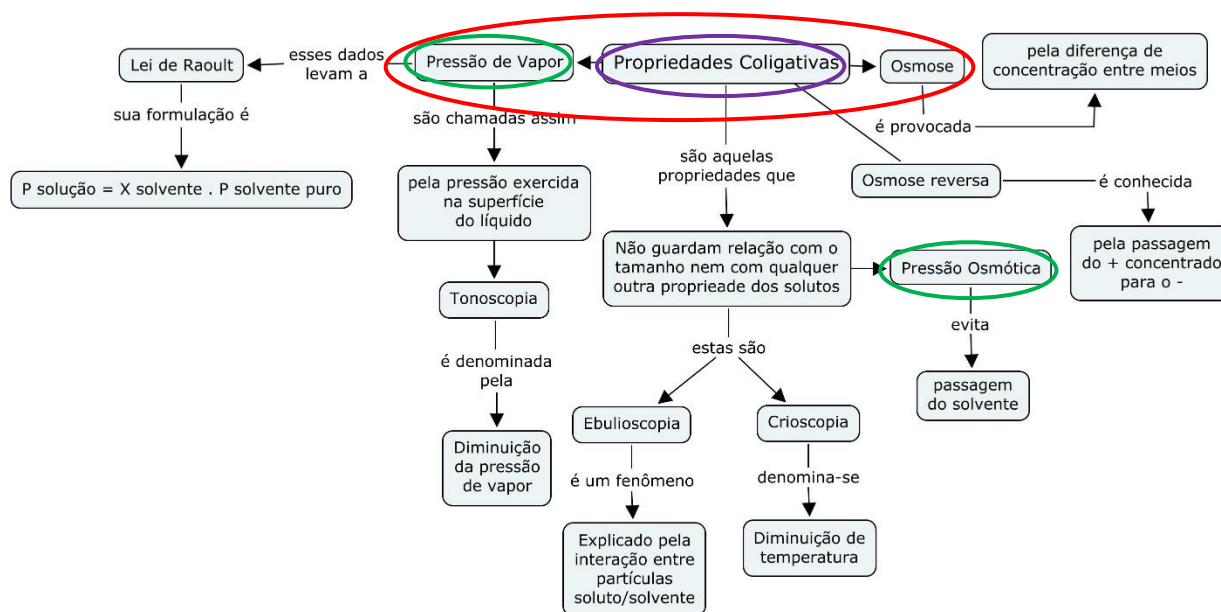 Propriedades Coligativas
Pressão de Vapor
Osmose
esses dados
levam a
Lei de Raoult
sua formulação é
P solução = X solvente . P solvente puro
são chamadas assim
pela pressão exercida
na superfície
do líquido
Tonoscopia
é denominada
pela
Diminuição
da pressão
de vapor
são aquelas
propriedades que
Não guardam relação com o
tamanho nem com qualquer
outra proprieade dos solutos
estas são
Ebulioscopia
é um fenômeno
Explicado pela
interação entre
partículas
soluto/solvente
Crioscopia
denomina-se
Diminuição de
temperatura
Pressão Osmótica
evita
passagem
do solvente
é provocada
pela diferença de
concentração entre meios
Osmose reversa
é conhecida
pela passagem
do + concentrado
para o -